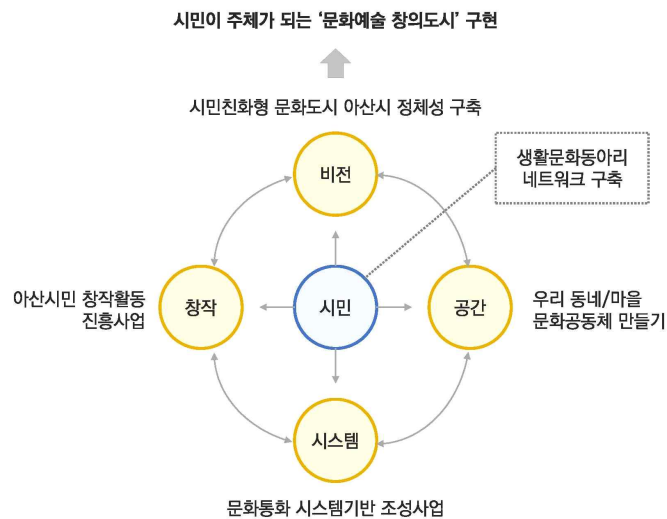 시민이 주체가 되는 ‘문화예술 창의도시’ 구현
시민친화형 문화도시 아산시 정체성 구축
비전
생활문화동아리
네트워크 구축
아산시민 창작활동
진흥사업
창작
시민
공간
우리 동네/마을
문화공동체 만들기
시스템
문화통화 시스템기반 조성사업